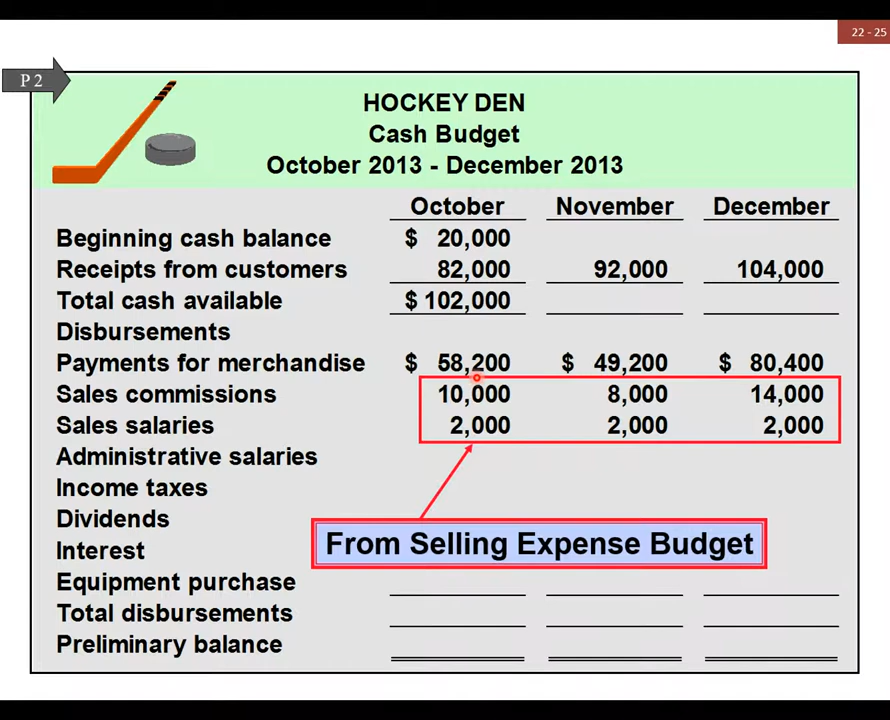 22 - 25
P 2
HOCKEY DEN
Cash Budget
October 2013 - December 2013
October November December
Beginning cash balance $ 20,000
Receipts from customers 82,000 92,000 104,000
Total cash available $ 102,000
Disbursements
Payments for merchandise $ 58,200 $ 49,200 $ 80,400
Sales commissions 10,000 8,000 14,000
Sales salaries 2,000 2,000 2,000
Administrative salaries
Income taxes
Dividends
From Selling Expense Budget
Interest
Equipment purchase
Total disbursements
Preliminary balance